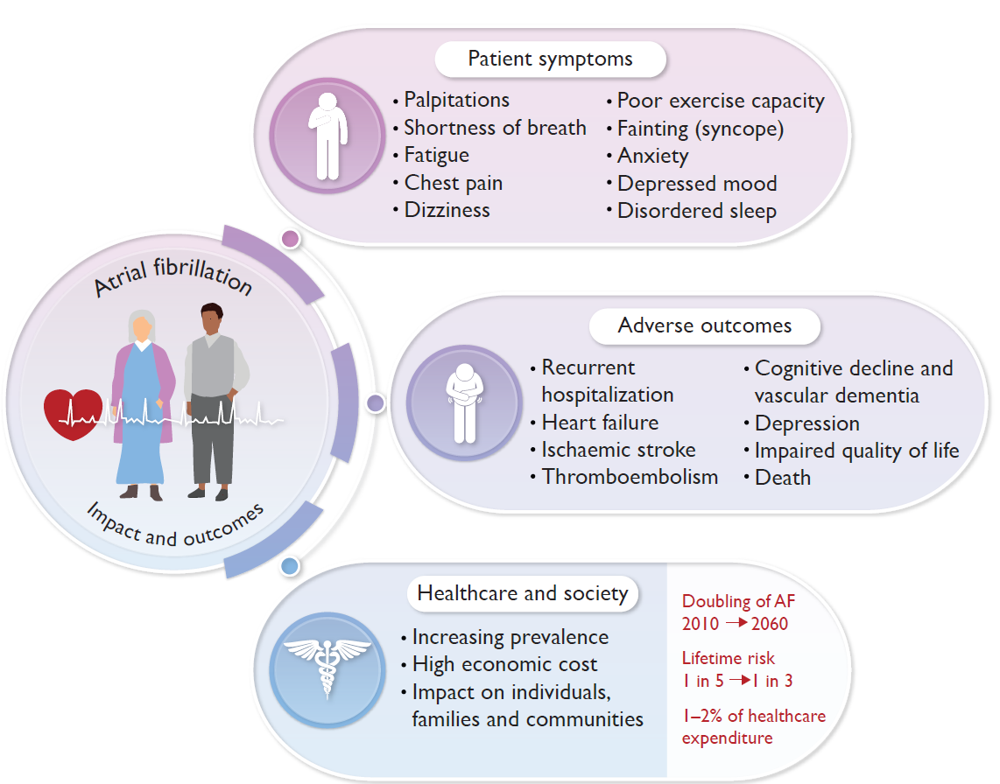 Atrial fibrillation
Impact and outcomes
Patient symptoms
• Palpitations
• Shortness of breath
• Fatigue
• Chest pain
• Dizziness
• Poor exercise capacity
• Fainting (syncope)
• Anxiety
• Depressed mood
• Disordered sleep
Adverse outcomes
• Recurrent
hospitalization
• Heart failure
• Ischaemic stroke
• Thromboembolism
• Cognitive decline and
vascular dementia
• Depression
• Impaired quality of life
• Death
Healthcare and society
• Increasing prevalence
• High economic cost
• Impact on individuals,
families and communities
Doubling of AF
2010 → 2060
Lifetime risk
1 in 5 → 1 in 3
1–2% of healthcare
expenditure